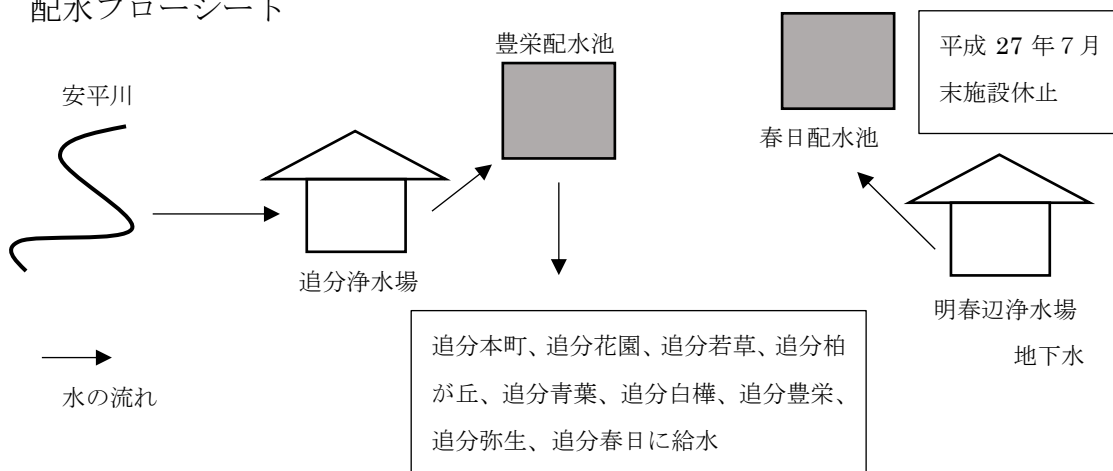 配水フローシート
豊栄配水池
平成 27 年７月
末施設休止
安平川
春日配水池
追分浄水場
明春辺浄水場
地下水
追分本町、追分花園、追分若草、追分柏
が丘、追分青葉、追分白樺、追分豊栄、
追分弥生、追分春日に給水
水の流れ